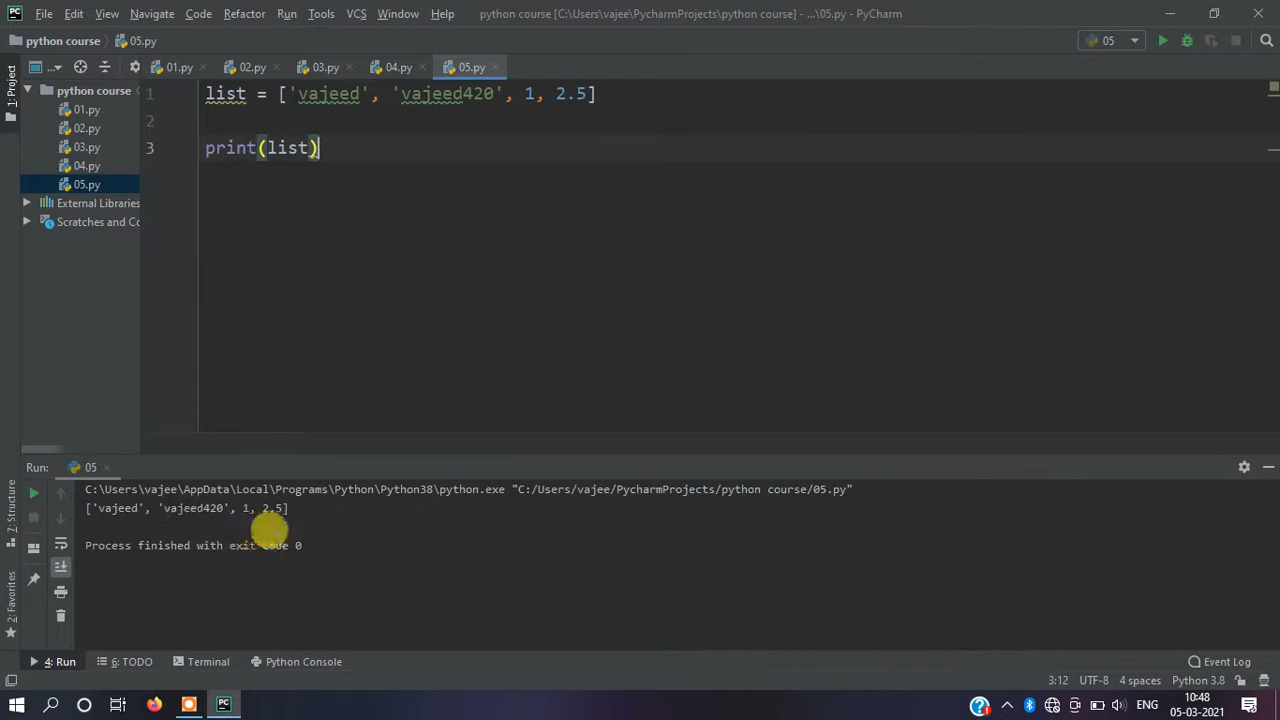 File Edit View Navigate Code Refactor Run Tools VCS Window Help python course [C:\Users\vajee\PycharmProjects\python course] - ...\05.py - PyCharm
python course 05.py 05
1: Project ... 01.py 02.py 03.py 04.py 05.py
python course
01.py
02.py
03.py
04.py
05.py
External Libraries
Scratches and Co
1 list = ['vajeed', 'vajeed420', 1, 2.5]
2
3 print(list)
Run: 05
C:\Users\vajee\AppData\Local\Programs\Python\Python38\python.exe "C:/Users/vajee/PycharmProjects/python course/05.py"
['vajeed', 'vajeed420', 1, 2.5]
Process finished with exit code 0
7: Structure
2: Favorites
4: Run 6: TODO Terminal Python Console Event Log
3:12 UTF-8 4 spaces Python 3.8
ENG 10:48
05-03-2021